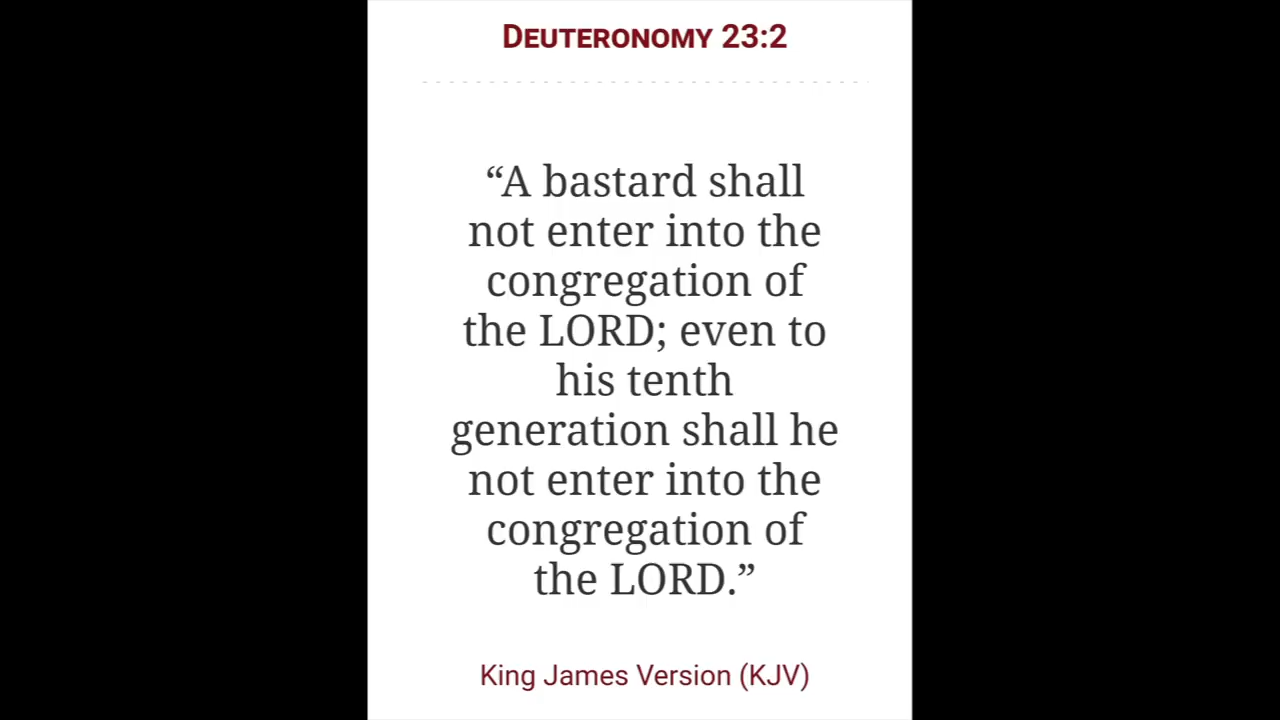 DEUTERONOMY 23:2
“A bastard shall
not enter into the
congregation of
the LORD; even to
his tenth
generation shall he
not enter into the
congregation of
the LORD.”
King James Version (KJV)